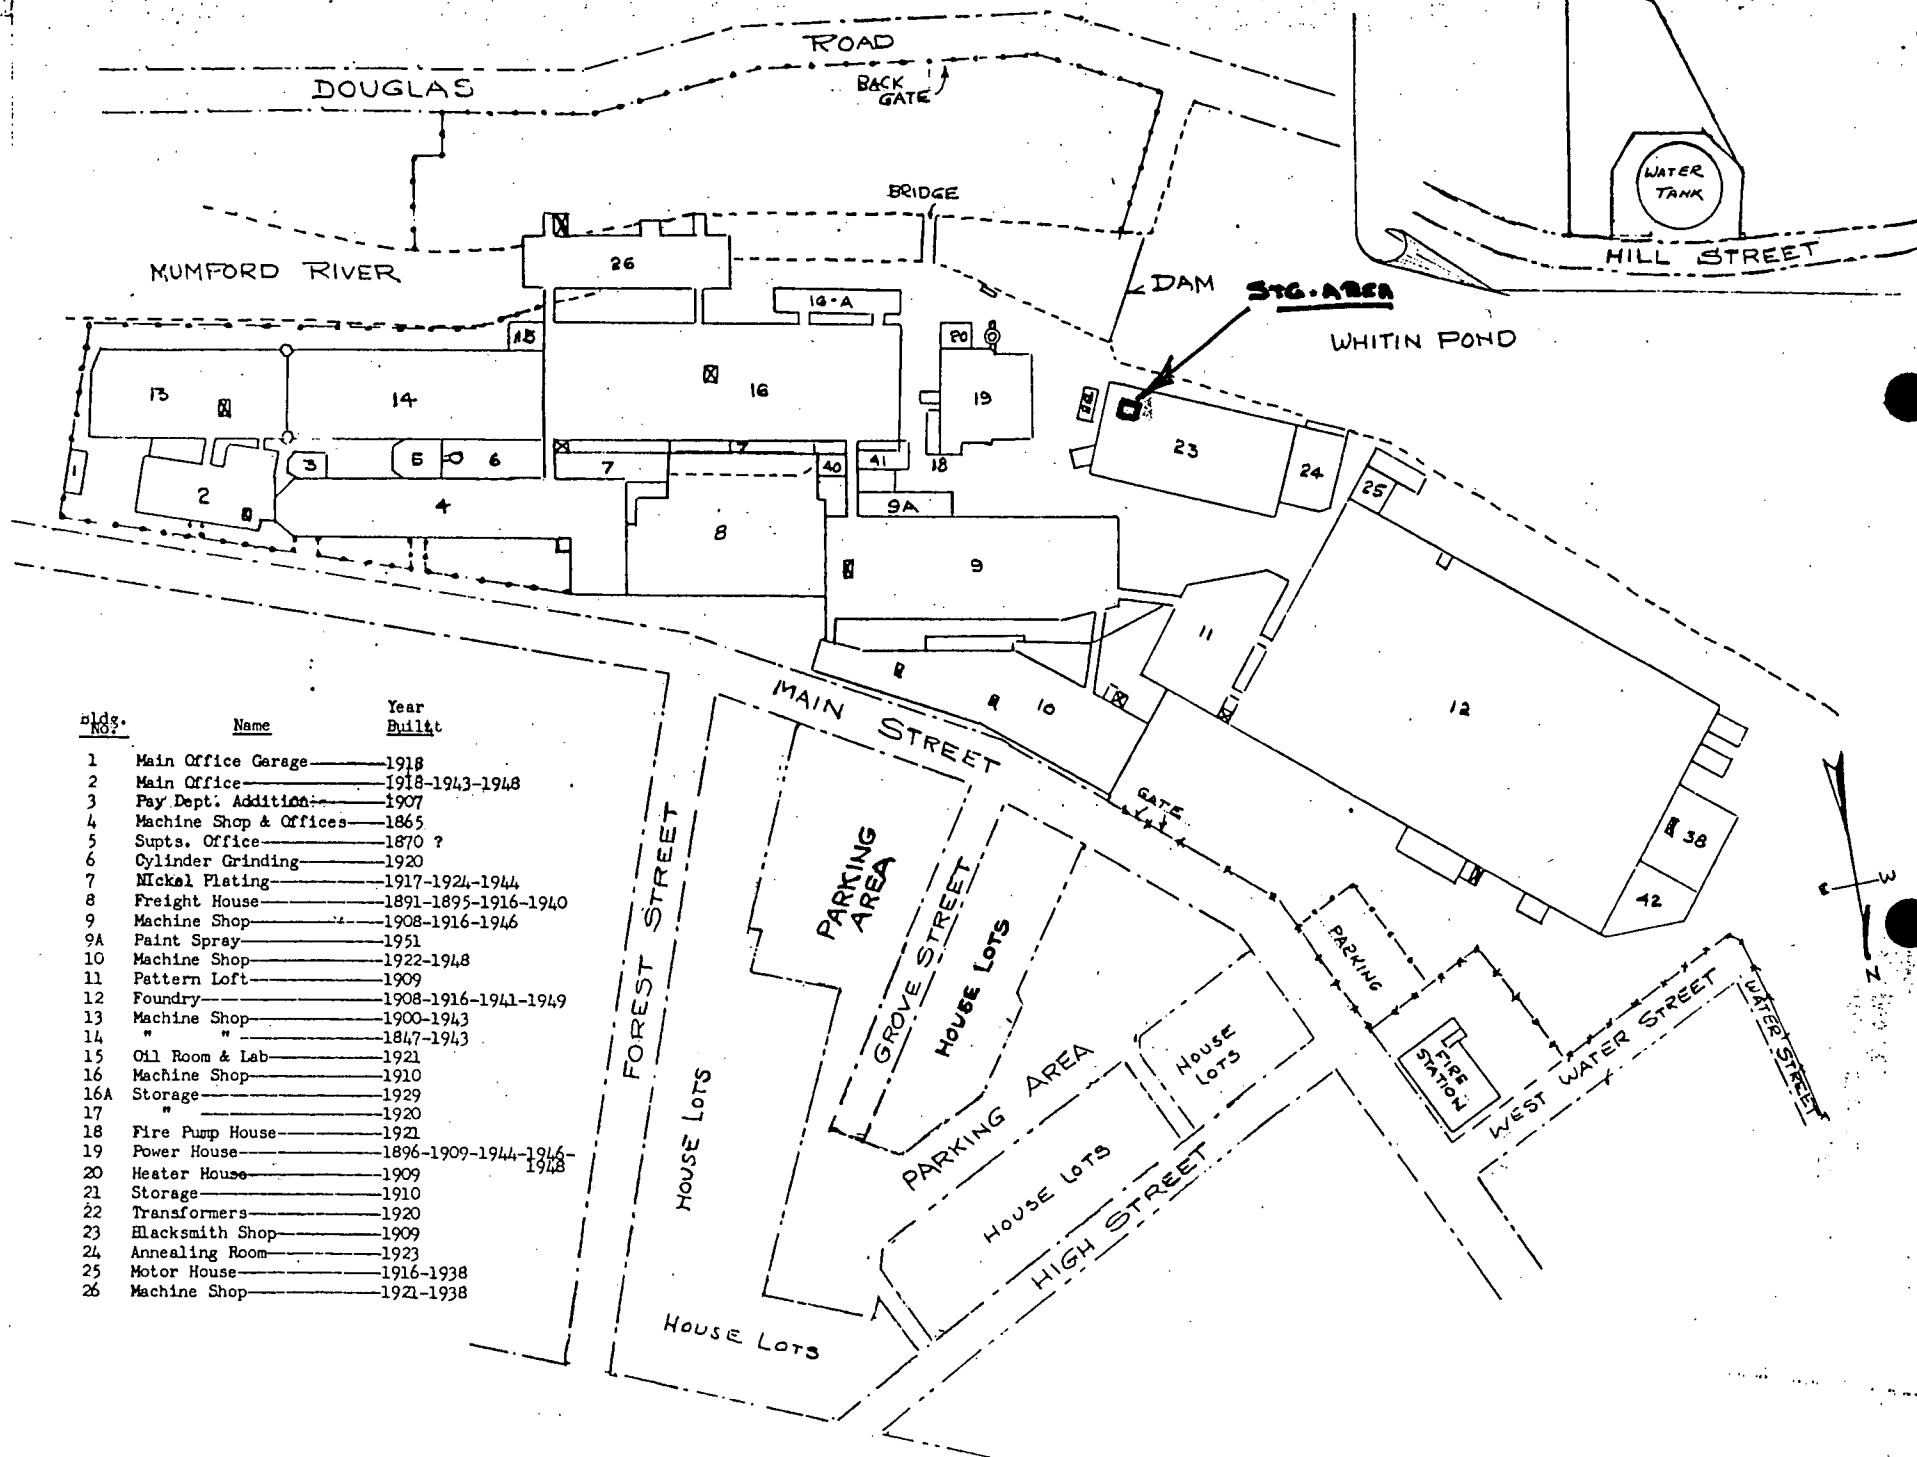 ROAD
DOUGLAS
BACK
GATE
WATER
TANK
HILL STREET
BRIDGE
MUMFORD RIVER
26
DAM
STG. AREA
WHITIN POND
16-A
15
20
13
14
16
19
23
24
25
1
2
3
5
6
4
7
7
8
40
41
18
9A
9
11
12
10
38
42
MAIN STREET
GATE
FOREST STREET
PARKING
AREA
GROVE STREET
HOUSE LOTS
PARKING
HOUSE
LOTS
PARKING AREA
FIRE
STATION
WEST WATER STREET
WATER STREET
HOUSE LOTS
HOUSE LOTS
HIGH STREET
HOUSE LOTS
E
W
N
Bldg. No. Name Year Built
1 Main Office Garage 1918
2 Main Office 1918-1943-1948
3 Pay Dept. Addition 1907
4 Machine Shop & Offices 1865
5 Supts. Office 1870 ?
6 Cylinder Grinding 1920
7 NIckel Plating 1917-1924-1944
8 Freight House 1891-1895-1916-1940
9 Machine Shop 1908-1916-1946
9A Paint Spray 1951
10 Machine Shop 1922-1948
11 Pattern Loft 1909
12 Foundry 1908-1916-1941-1949
13 Machine Shop 1900-1943
14 " " 1847-1943
15 Oil Room & Lab 1921
16 Machine Shop 1910
16A Storage 1929
17 " 1920
18 Fire Pump House 1921
19 Power House 1896-1909-1944-1946-
1948
20 Heater House 1909
21 Storage 1910
22 Transformers 1920
23 Blacksmith Shop 1909
24 Annealing Room 1923
25 Motor House 1916-1938
26 Machine Shop 1921-1938